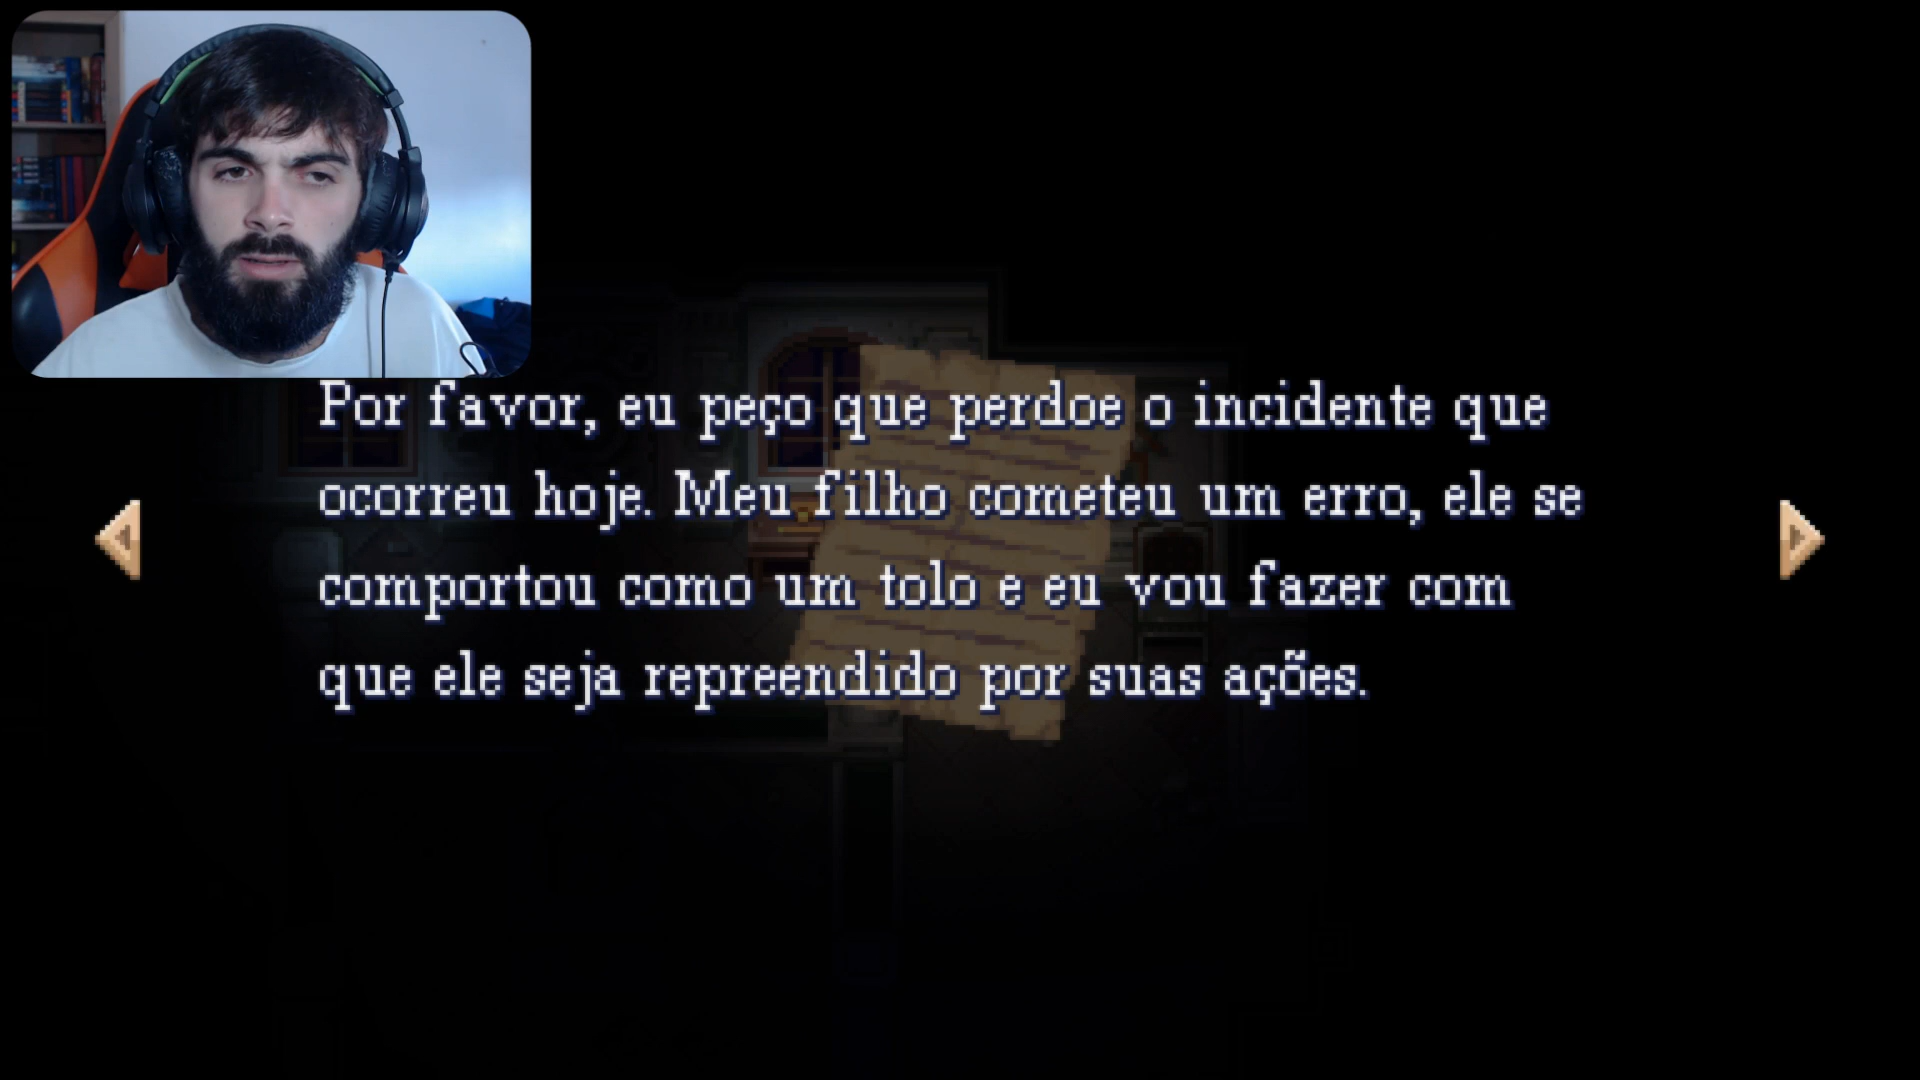 Por favor, eu peço que perdoe o incidente que
ocorreu hoje. Meu filho cometeu um erro, ele se
comportou como um tolo e eu vou fazer com
que ele seja repreendido por suas ações.